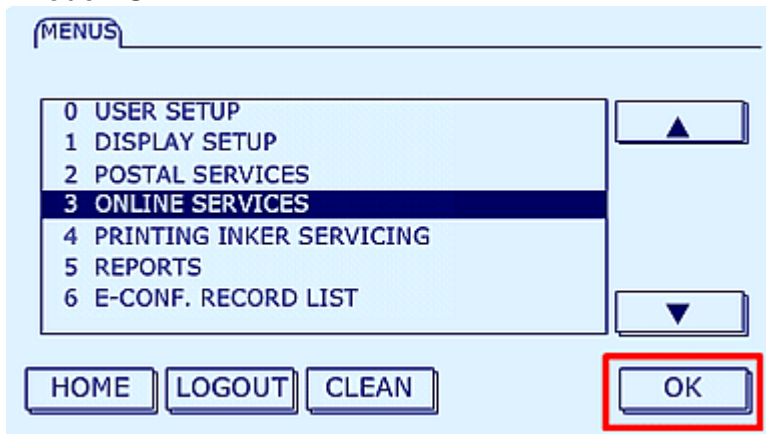 MENUS
0 USER SETUP
1 DISPLAY SETUP
2 POSTAL SERVICES
3 ONLINE SERVICES
4 PRINTING INKER SERVICING
5 REPORTS
6 E-CONF. RECORD LIST
HOME LOGOUT CLEAN OK